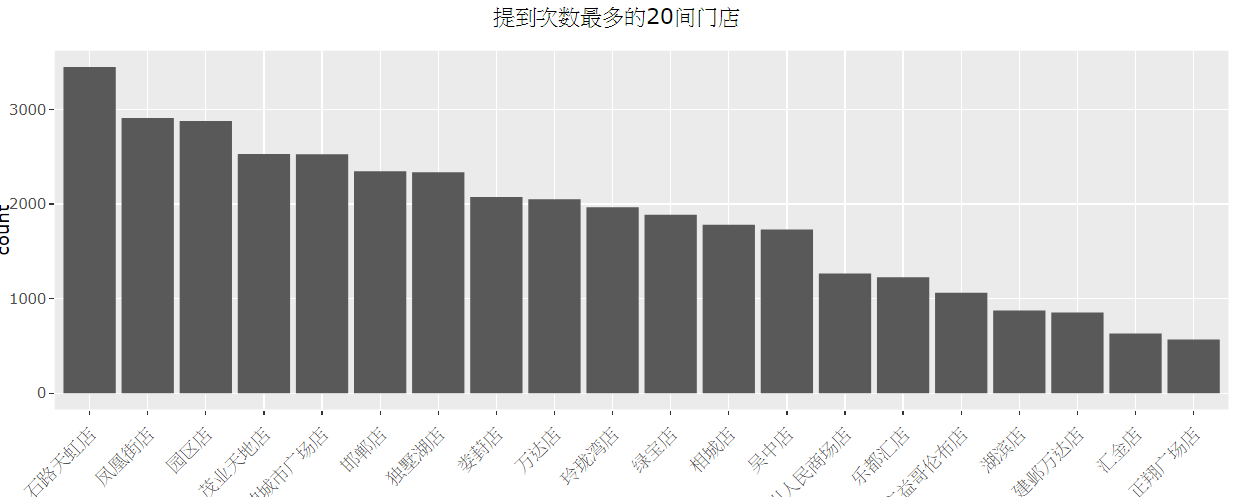 提到次数最多的20间门店
count
3000
2000
1000
0
石路天虹店
凤凰街店
园区店
茂业天地店
城市广场店
邯郸店
独墅湖店
娄葑店
万达店
玲珑湾店
绿宝店
相城店
吴中店
人民商场店
乐都汇店
益哥伦布店
湖滨店
建邺万达店
汇金店
正翔广场店